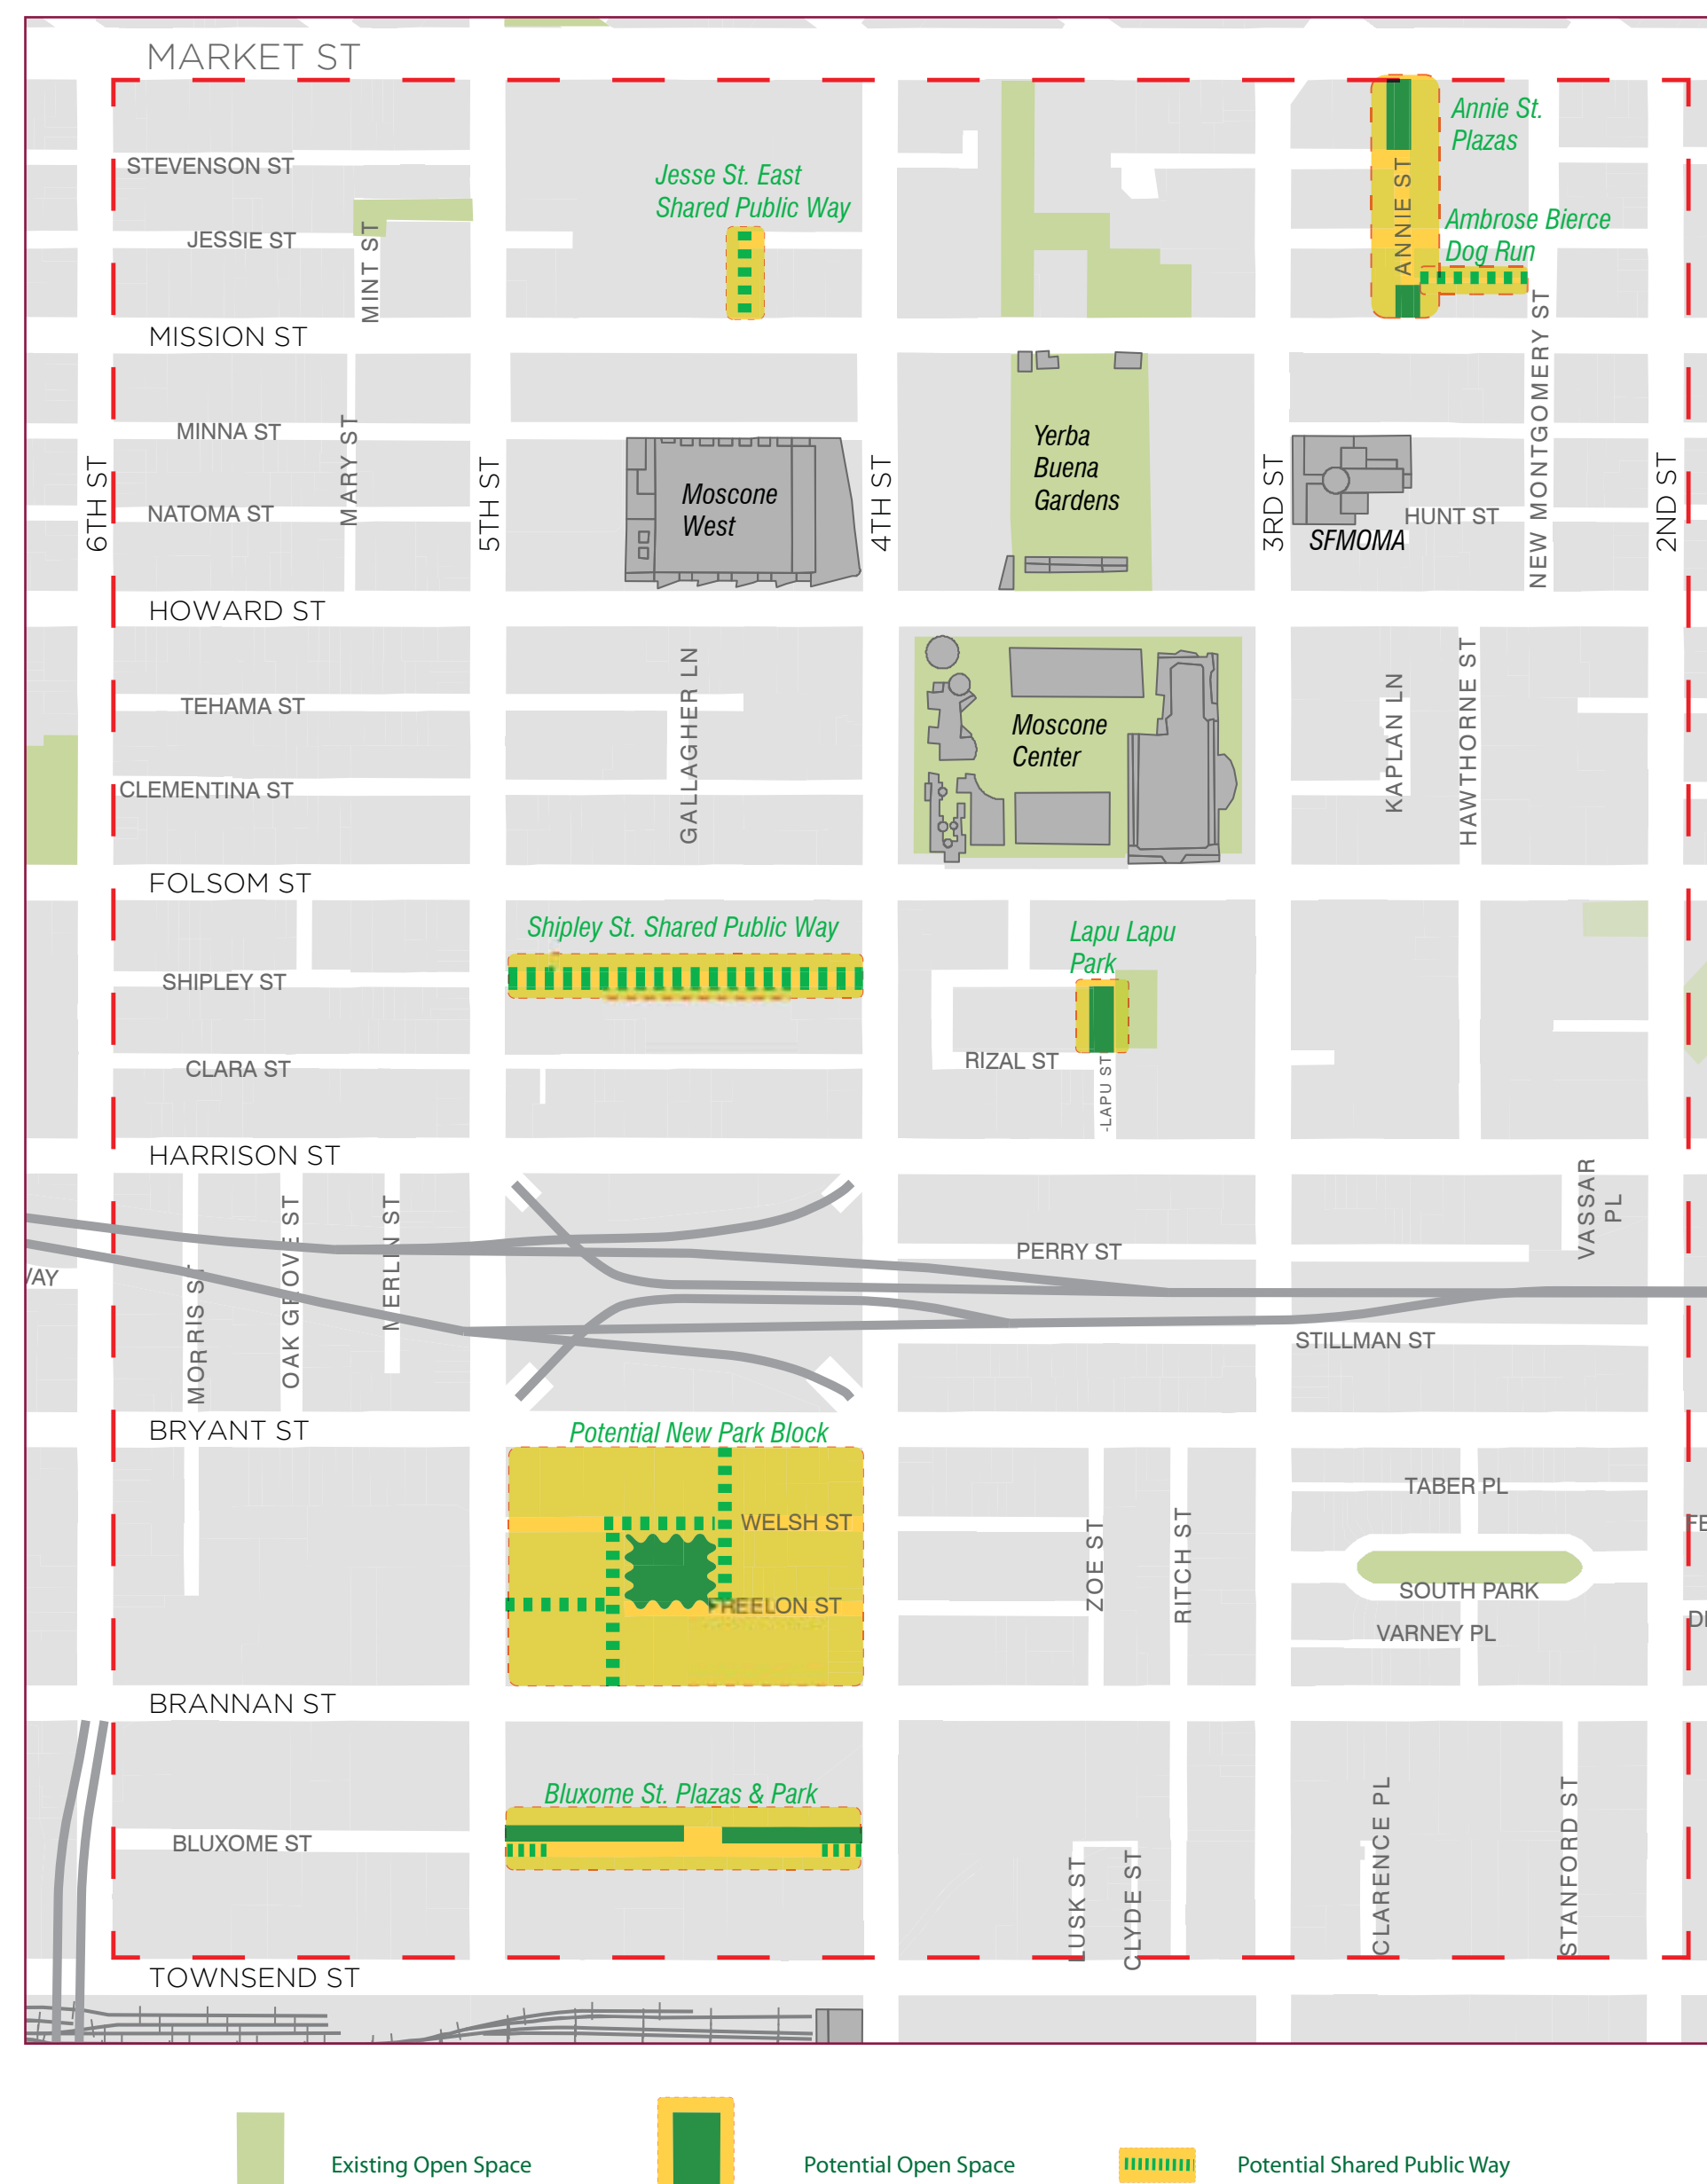 MARKET ST
Annie St.
Plazas
STEVENSON ST
Jesse St. East
Shared Public Way
ANNIE ST
Ambrose Bierce
Dog Run
JESSIE ST
MINT ST
MISSION ST
NEW MONTGOMERY ST
MINNA ST
MARY ST
Yerba
Buena
Gardens
6TH ST
5TH ST
Moscone
West
4TH ST
3RD ST
2ND ST
NATOMA ST
HUNT ST
SFMOMA
HOWARD ST
GALLAGHER LN
KAPLAN LN
HAWTHORNE ST
TEHAMA ST
Moscone
Center
CLEMENTINA ST
FOLSOM ST
Shipley St. Shared Public Way
Lapu Lapu
Park
SHIPLEY ST
CLARA ST
RIZAL ST
-LAPU ST
HARRISON ST
VASSAR
PL
MORRIS ST
OAK GROVE ST
MERLIN ST
PERRY ST
STILLMAN ST
BRYANT ST
Potential New Park Block
TABER PL
WELSH ST
ZOE ST
RITCH ST
SOUTH PARK
FREELON ST
VARNEY PL
BRANNAN ST
Bluxome St. Plazas & Park
BLUXOME ST
LUSK ST
CLYDE ST
CLARENCE PL
STANFORD ST
TOWNSEND ST
Existing Open Space
Potential Open Space
Potential Shared Public Way